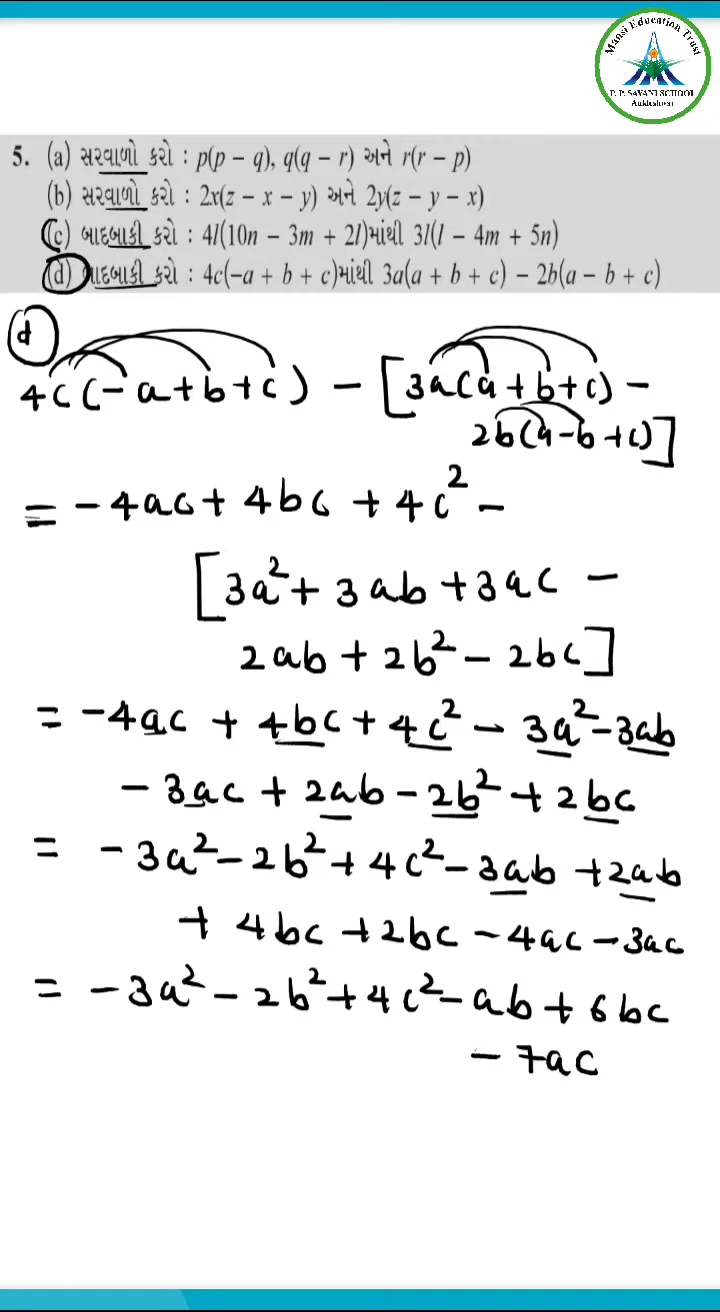 Mansi Education Trust
P. P. SAVANI SCHOOL
Ankleshwar
5. (a) સરવાળો કરો : p(p – q), q(q – r) અને r(r – p)
(b) સરવાળો કરો : 2x(z – x – y) અને 2y(z – y – x)
(c) બાદબાકી કરો : 4l(10n – 3m + 2l)માંથી 3l(l – 4m + 5n)
(d) બાદબાકી કરો : 4c(–a + b + c)માંથી 3a(a + b + c) – 2b(a – b + c)
d
4c(-a+b+c) - [3a(a+b+c) -
2b(a-b+c)]
= -4ac + 4bc + 4c² -
[3a² + 3ab + 3ac -
2ab + 2b² - 2bc]
= -4ac + 4bc + 4c² - 3a² - 3ab
- 3ac + 2ab - 2b² + 2bc
= -3a² - 2b² + 4c² - 3ab + 2ab
+ 4bc + 2bc - 4ac - 3ac
= -3a² - 2b² + 4c² - ab + 6bc
- 7ac